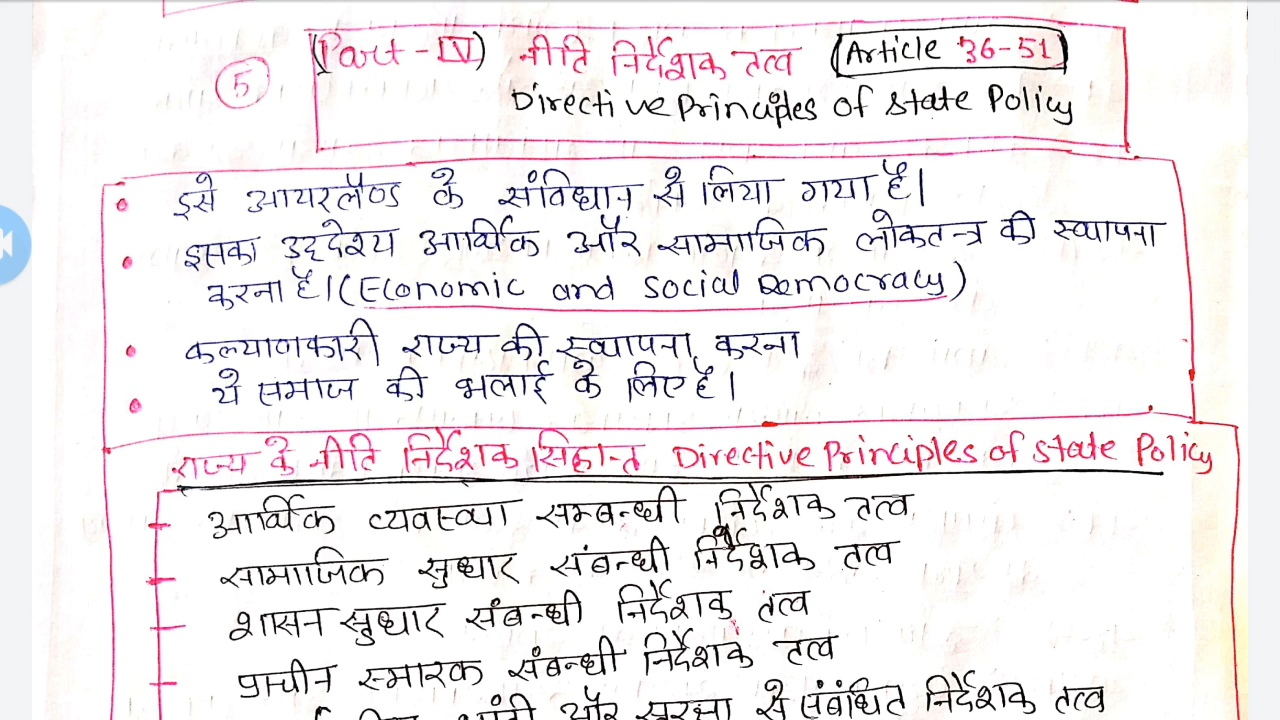 (Part-IV) नीति निर्देशक तत्व (Article 36-51)
5
Directive Principles of State Policy
इसे आयरलैण्ड के संविधान से लिया गया है।
इसका उद्देश्य आर्थिक और सामाजिक लोकतन्त्र की स्थापना
करना है। (Economic and Social Democracy)
कल्याणकारी राज्य की स्थापना करना
ये समाज की भलाई के लिए है।
राज्य के नीति निर्देशक सिद्धान्त Directive Principles of State Policy
आर्थिक व्यवस्था सम्बन्धी निर्देशक तत्व
सामाजिक सुधार संबन्धी निर्देशक तत्व
शासन सुधार संबन्धी निर्देशक तत्व
प्राचीन स्मारक संबन्धी निर्देशक तत्व
और सुरक्षा से संबंधित निर्देशक तत्व